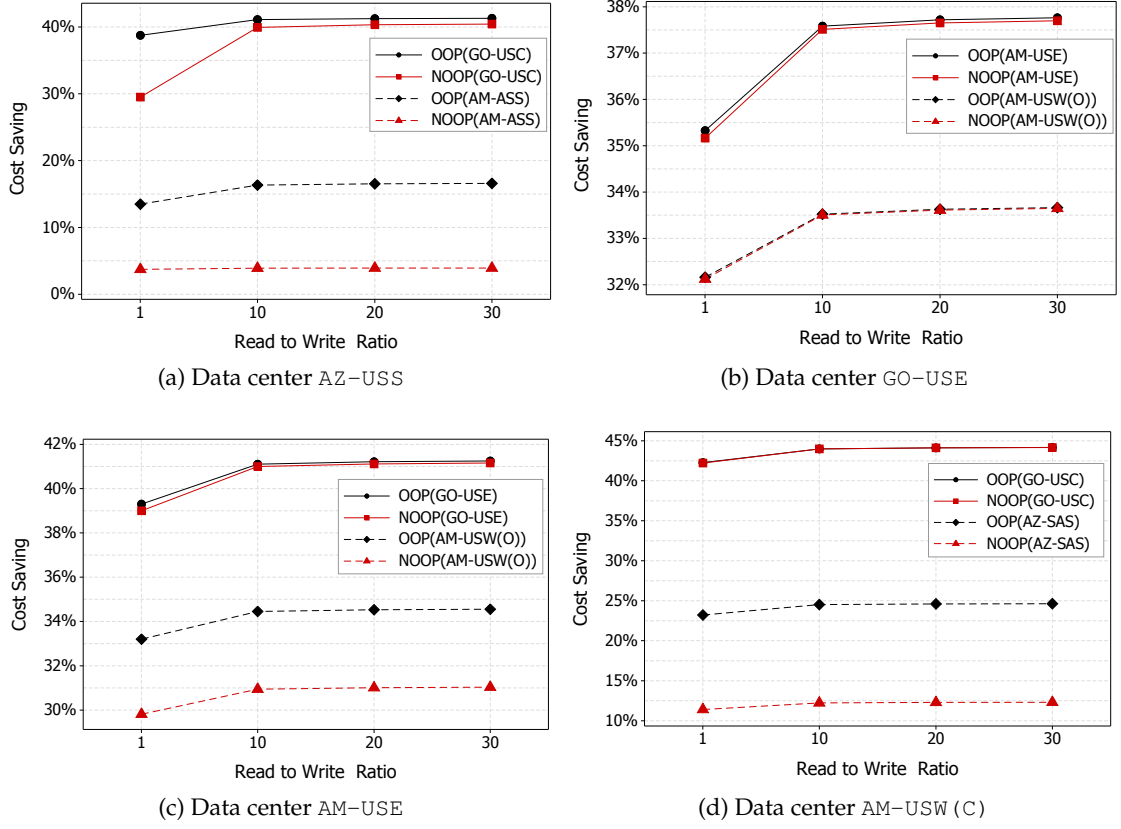 40%
30%
20%
10%
0%
Cost Saving
OOP(GO-USC)
NOOP(GO-USC)
OOP(AM-ASS)
NOOP(AM-ASS)
1 10 20 30
Read to Write Ratio
(a) Data center AZ-USS
38%
37%
36%
35%
34%
33%
32%
Cost Saving
OOP(AM-USE)
NOOP(AM-USE)
OOP(AM-USW(O))
NOOP(AM-USW(O))
1 10 20 30
Read to Write Ratio
(b) Data center GO-USE
42%
40%
38%
36%
34%
32%
30%
Cost Saving
OOP(GO-USE)
NOOP(GO-USE)
OOP(AM-USW(O))
NOOP(AM-USW(O))
1 10 20 30
Read to Write Ratio
(c) Data center AM-USE
45%
40%
35%
30%
25%
20%
15%
10%
Cost Saving
OOP(GO-USC)
NOOP(GO-USC)
OOP(AZ-SAS)
NOOP(AZ-SAS)
1 10 20 30
Read to Write Ratio
(d) Data center AM-USW(C)